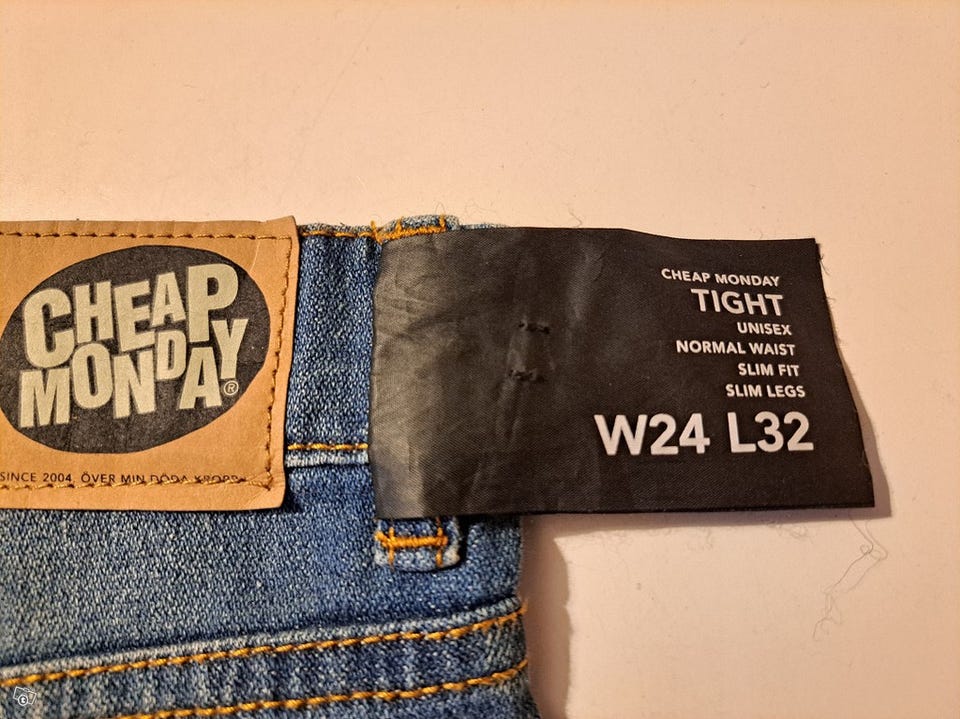 CHEAP
MONDAY®
SINCE 2004. ÖVER MIN DÖDA KROPP
CHEAP MONDAY
TIGHT
UNISEX
NORMAL WAIST
SLIM FIT
SLIM LEGS
W24 L32